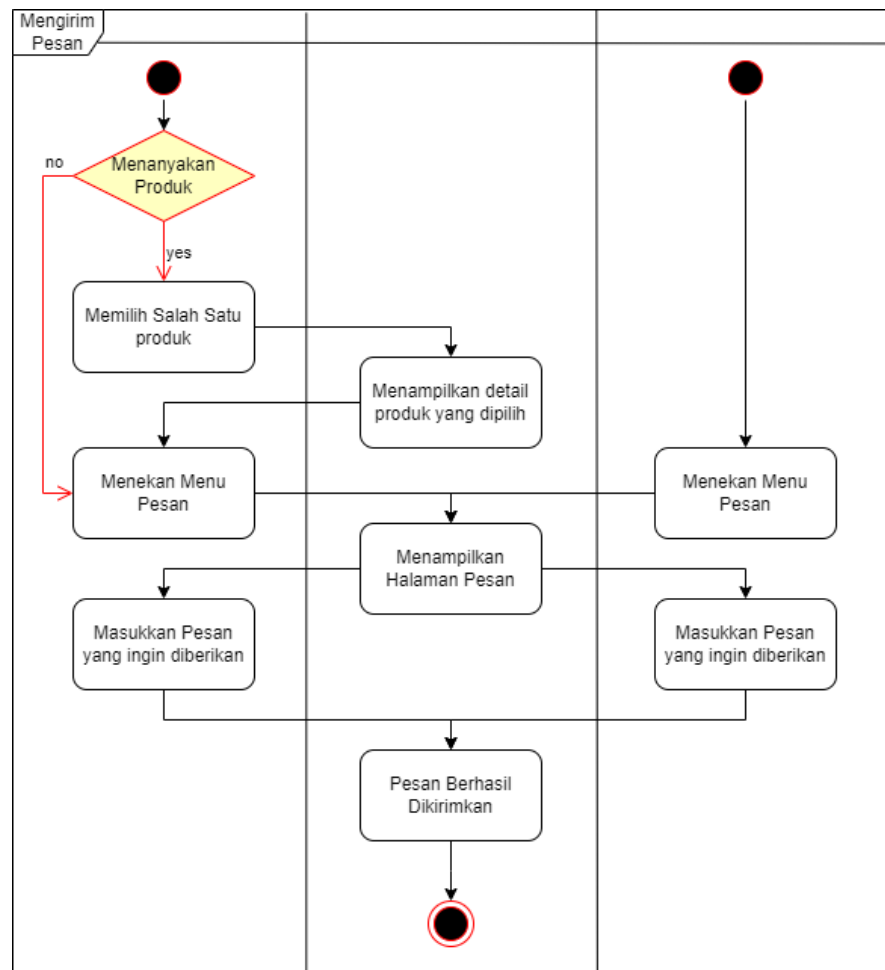 Mengirim
Pesan
Menanyakan
Produk
no
yes
Memilih Salah Satu
produk
Menampilkan detail
produk yang dipilih
Menekan Menu
Pesan
Menekan Menu
Pesan
Menampilkan
Halaman Pesan
Masukkan Pesan
yang ingin diberikan
Masukkan Pesan
yang ingin diberikan
Pesan Berhasil
Dikirimkan